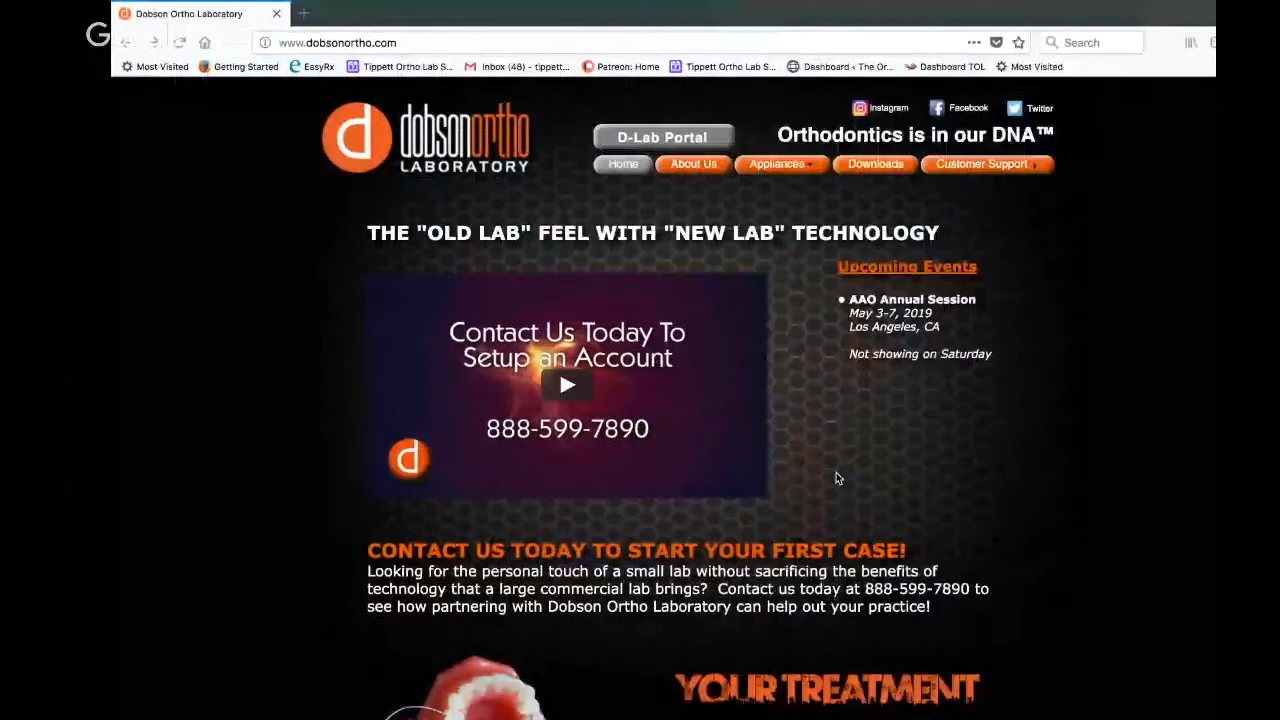 Dobson Ortho Laboratory
G
www.dobsonortho.com
Search
Most Visited
Getting Started
EasyRx
Tippett Ortho Lab S...
Inbox (48) - tippett...
Patreon: Home
Tippett Ortho Lab S...
Dashboard ‹ The Or...
Dashboard TOL
Most Visited
Instagram
Facebook
Twitter
d
dobsonortho
LABORATORY
D-Lab Portal
Orthodontics is in our DNA™
Home
About Us
Appliances
Downloads
Customer Support
THE "OLD LAB" FEEL WITH "NEW LAB" TECHNOLOGY
Upcoming Events
AAO Annual Session
May 3-7, 2019
Los Angeles, CA
Not showing on Saturday
Contact Us Today To
Setup an Account
888-599-7890
d
CONTACT US TODAY TO START YOUR FIRST CASE!
Looking for the personal touch of a small lab without sacrificing the benefits of
technology that a large commercial lab brings? Contact us today at 888-599-7890 to
see how partnering with Dobson Ortho Laboratory can help out your practice!
YOUR TREATMENT